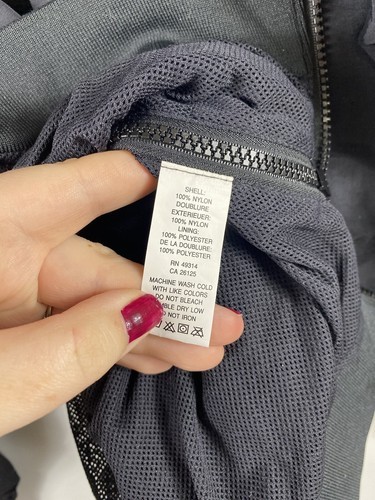 SHELL:
100% NYLON
DOUBLURE
EXTERIEUER:
100% NYLON
LINING:
100% POLYESTER
DE LA DOUBLURE:
100% POLYESTER
RN 49314
CA 26125
MACHINE WASH COLD
WITH LIKE COLORS
DO NOT BLEACH
MBLE DRY LOW
O NOT IRON